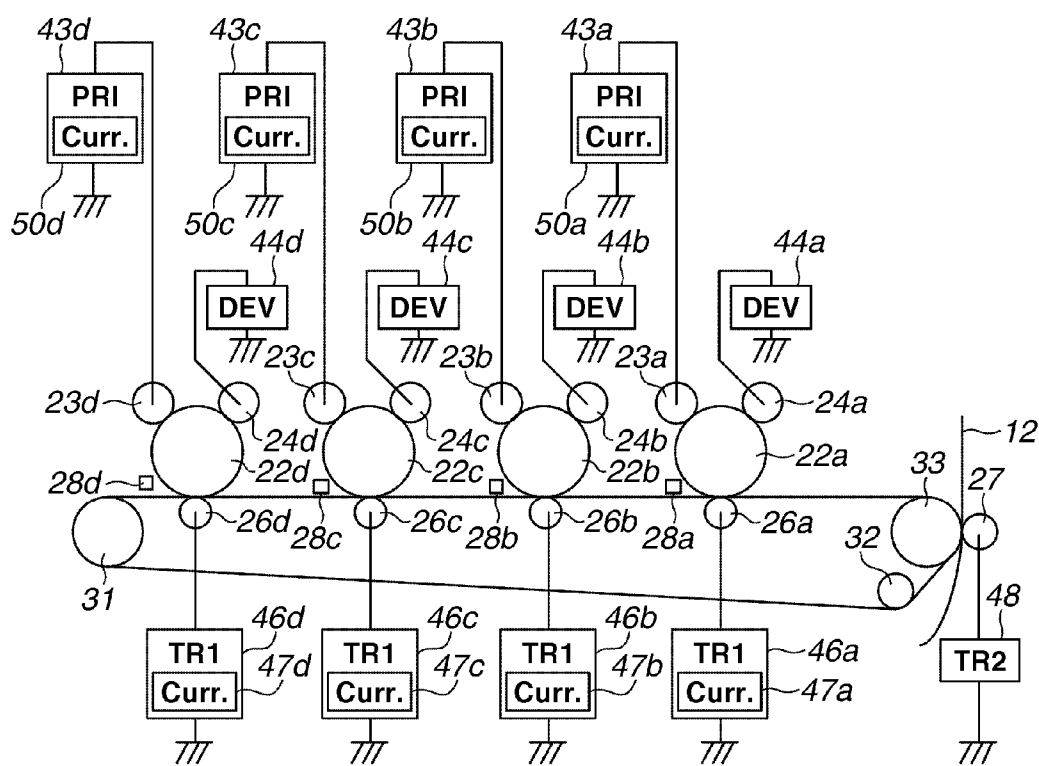 43d 43c 43b 43a
PRI PRI PRI PRI
Curr. Curr. Curr. Curr.
50d 50c 50b 50a
44d 44c 44b 44a
DEV DEV DEV DEV
23c 23b 23a
23d 24a
24d 24c 24b 12
22d 22c 22b 22a 33 27
28d
26d 26c 26b 26a
28c 28b 28a 32
31 48
46d 46c 46b 46a
TR1 TR1 TR1 TR1 TR2
47d 47c 47b 47a
Curr. Curr. Curr. Curr.